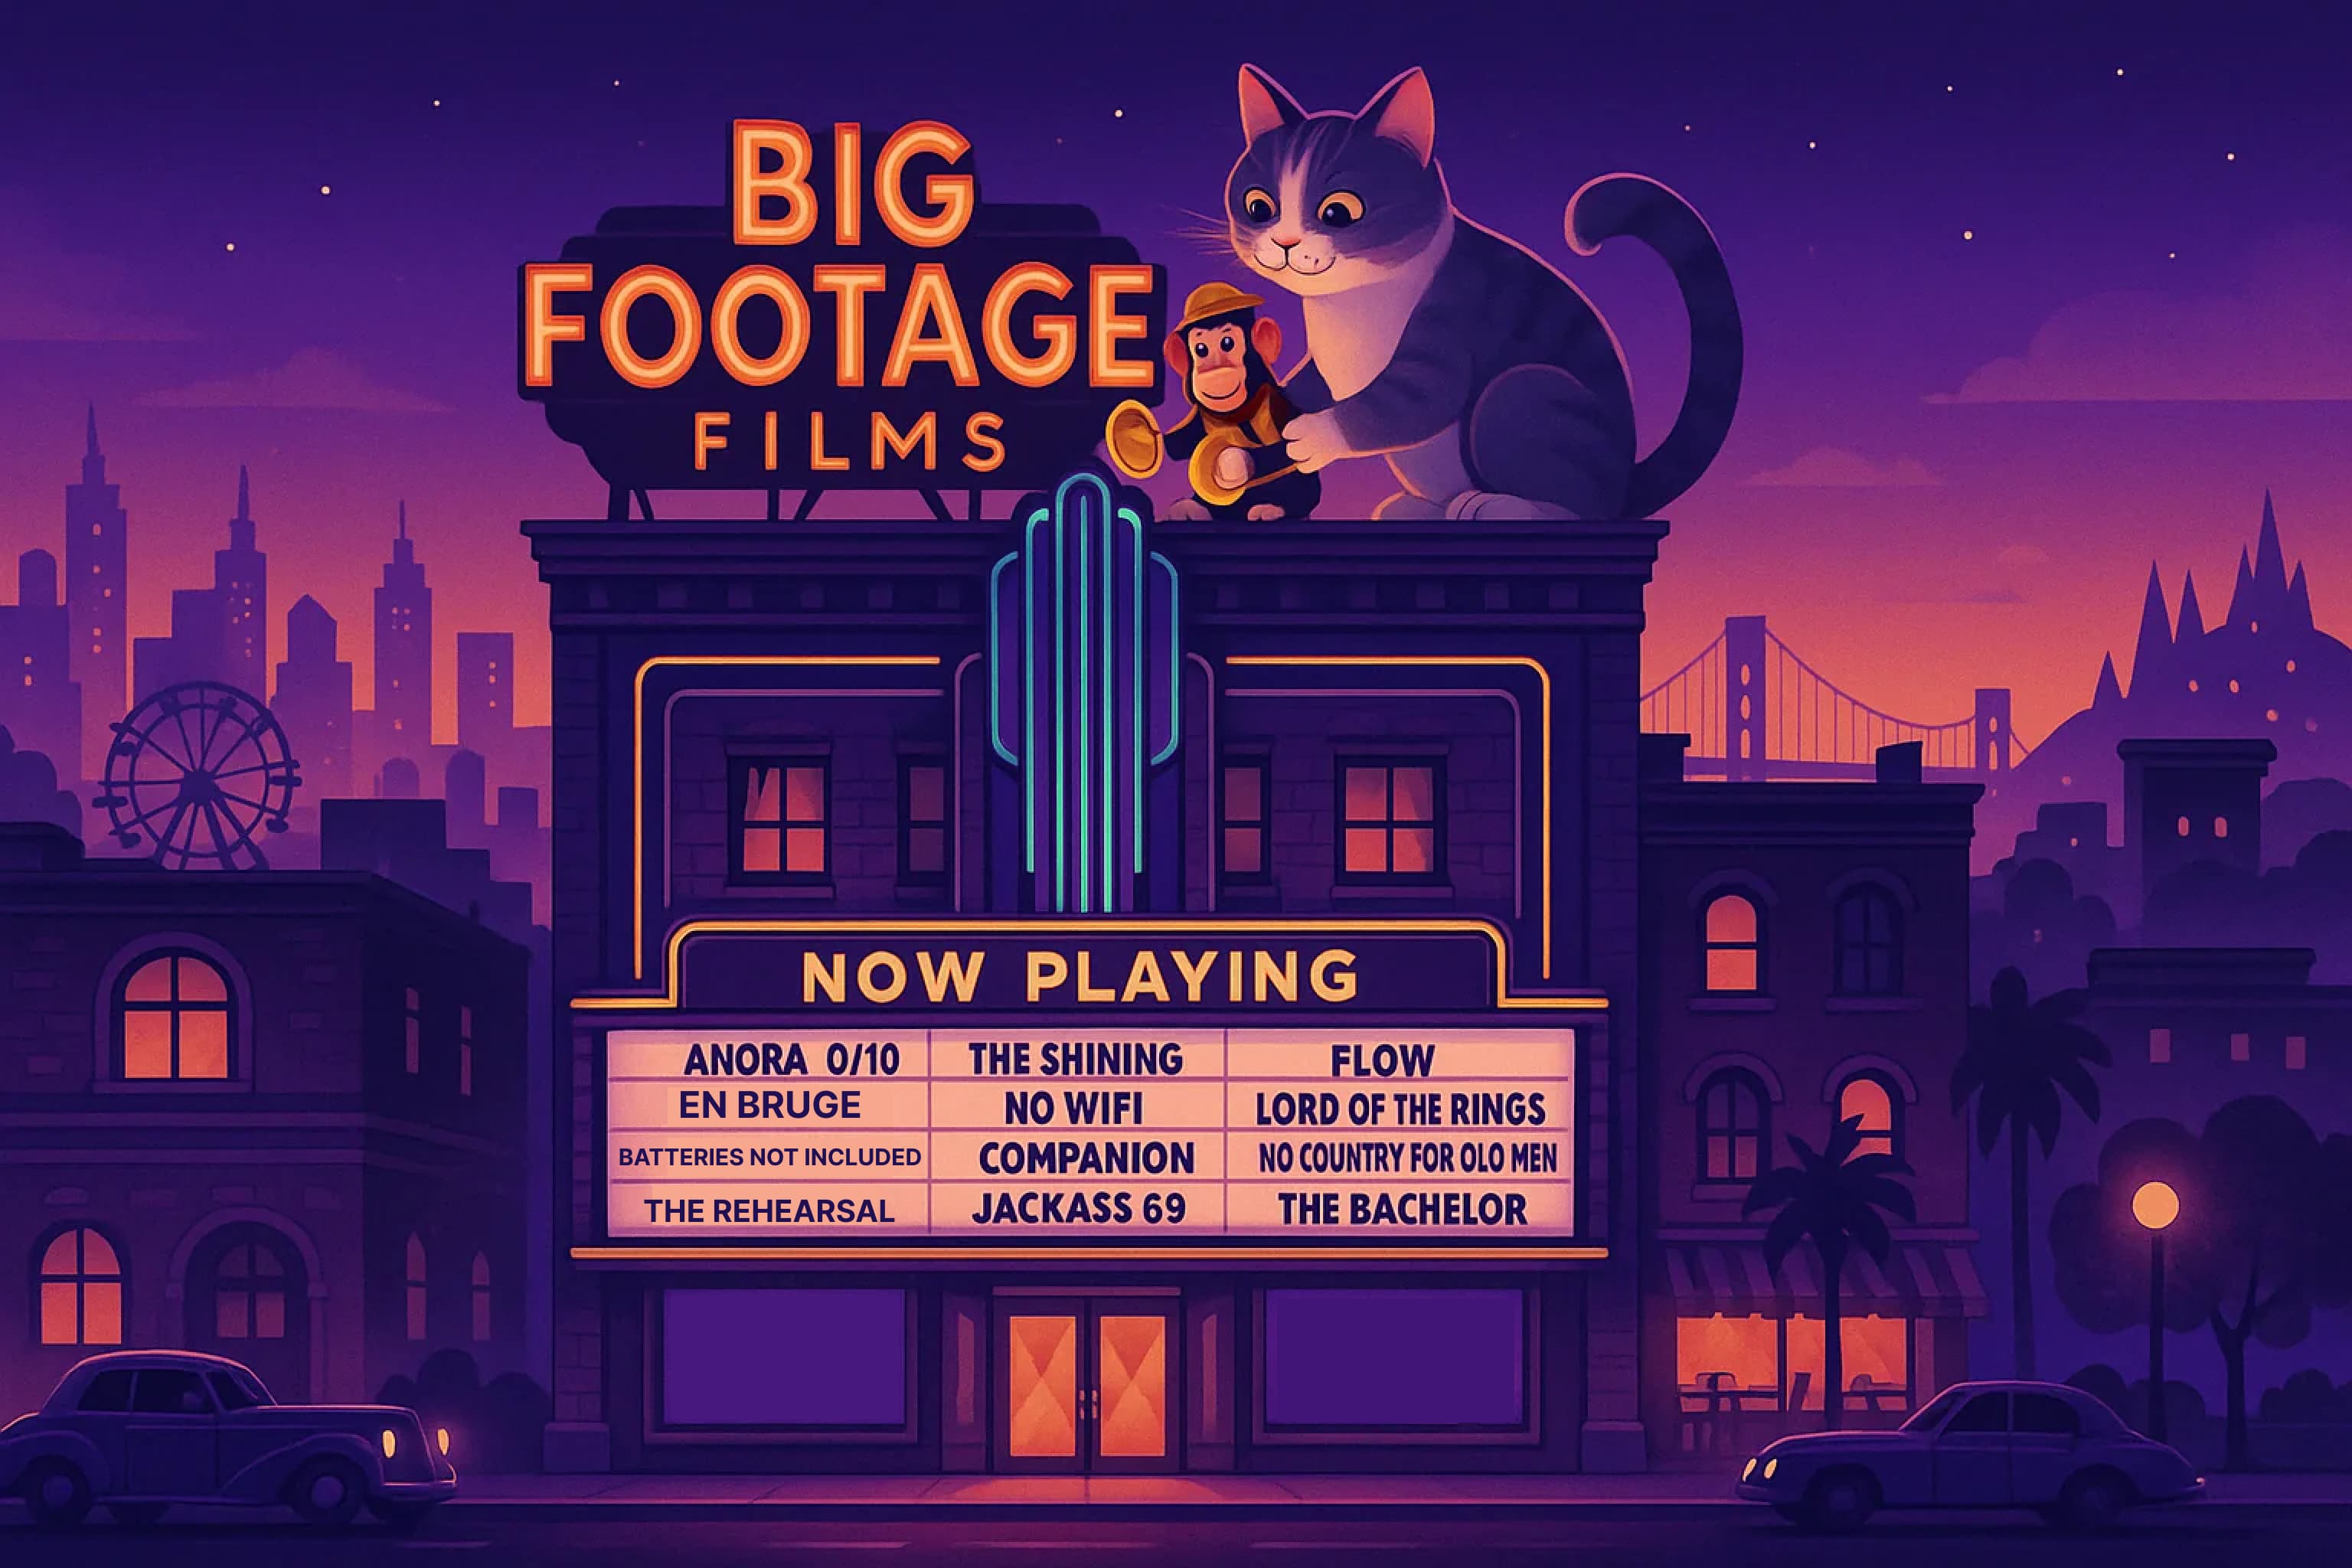 BIG
FOOTAGE
FILMS
NOW PLAYING
ANORA 0/10
EN BRUGE
BATTERIES NOT INCLUDED
THE REHEARSAL
THE SHINING
NO WIFI
COMPANION
JACKASS 69
FLOW
LORD OF THE RINGS
NO COUNTRY FOR OLO MEN
THE BACHELOR